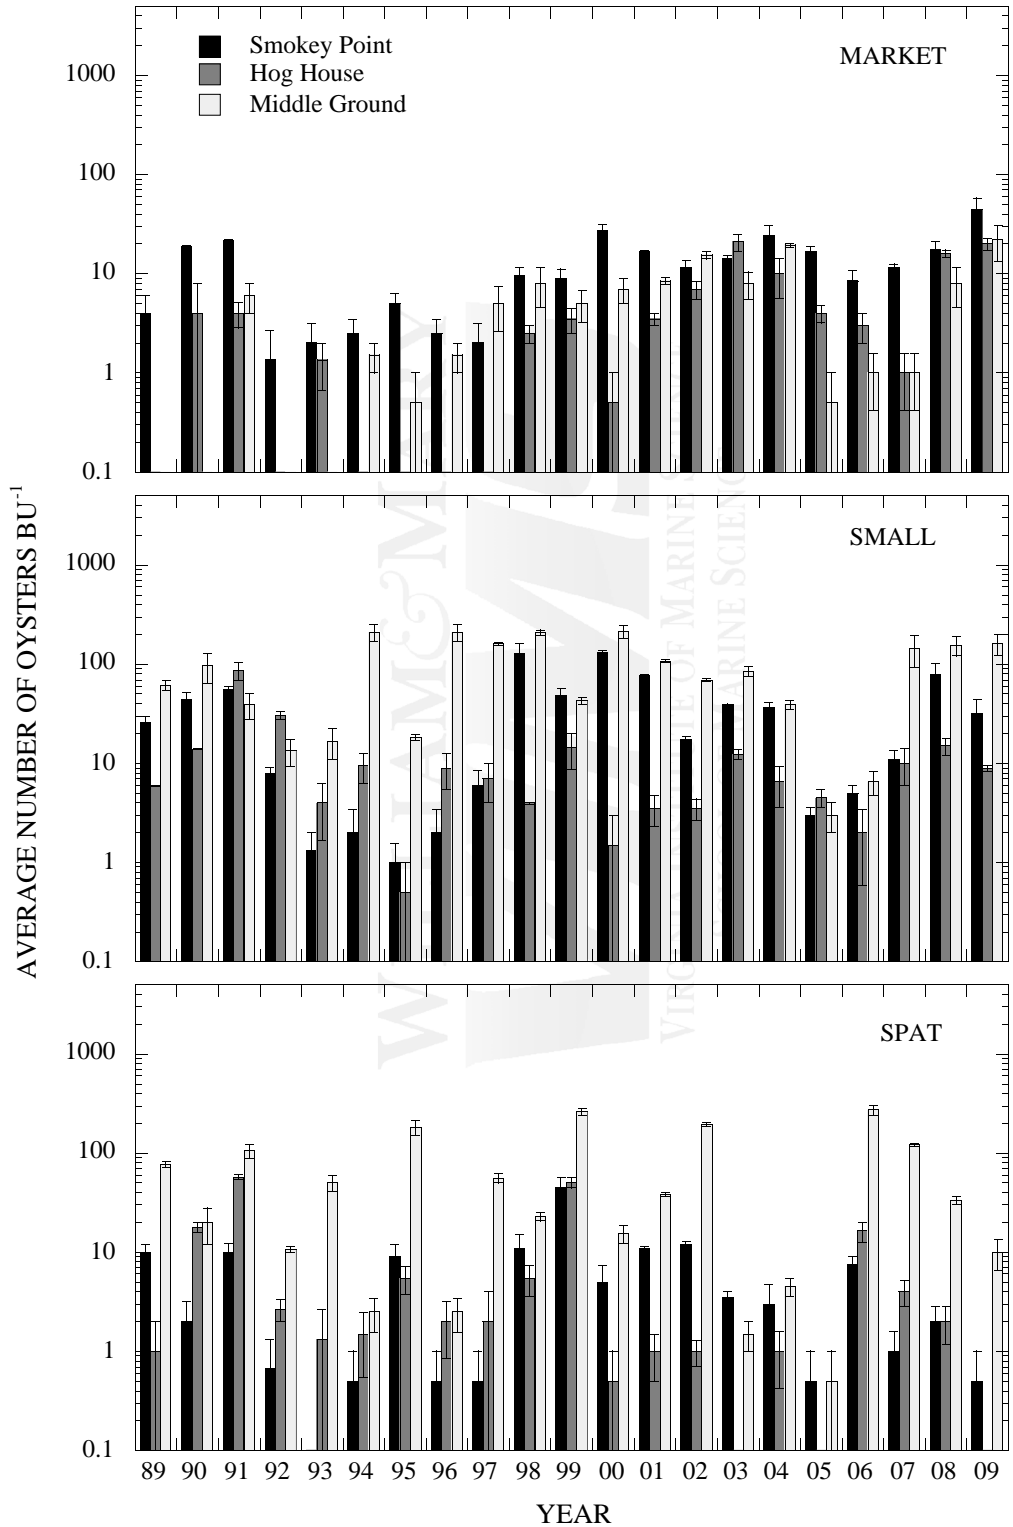 Smokey Point
Hog House
Middle Ground
MARKET
1000
100
10
1
0.1
SMALL
1000
100
10
1
0.1
SPAT
1000
100
10
1
0.1
AVERAGE NUMBER OF OYSTERS BU-1
89 90 91 92 93 94 95 96 97 98 99 00 01 02 03 04 05 06 07 08 09
YEAR